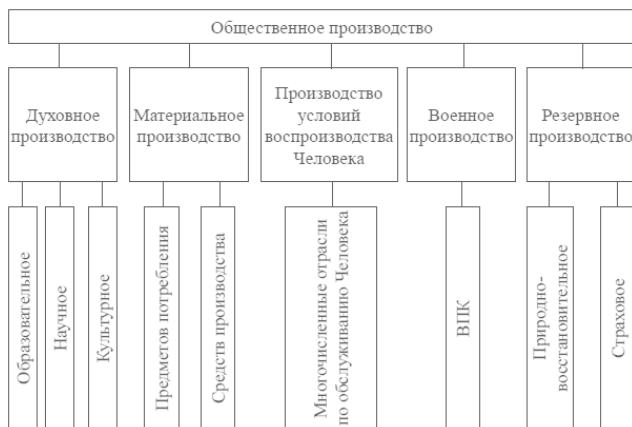 Общественное производство
Духовное
производство
Материальное
производство
Производство
условий
воспроизводства
Человека
Военное
производство
Резервное
производство
Образовательное
Научное
Культурное
Предметов потребления
Средств производства
Многочисленные отрасли
по обслуживанию Человека
ВПК
Природно-
восстановительное
Страховое